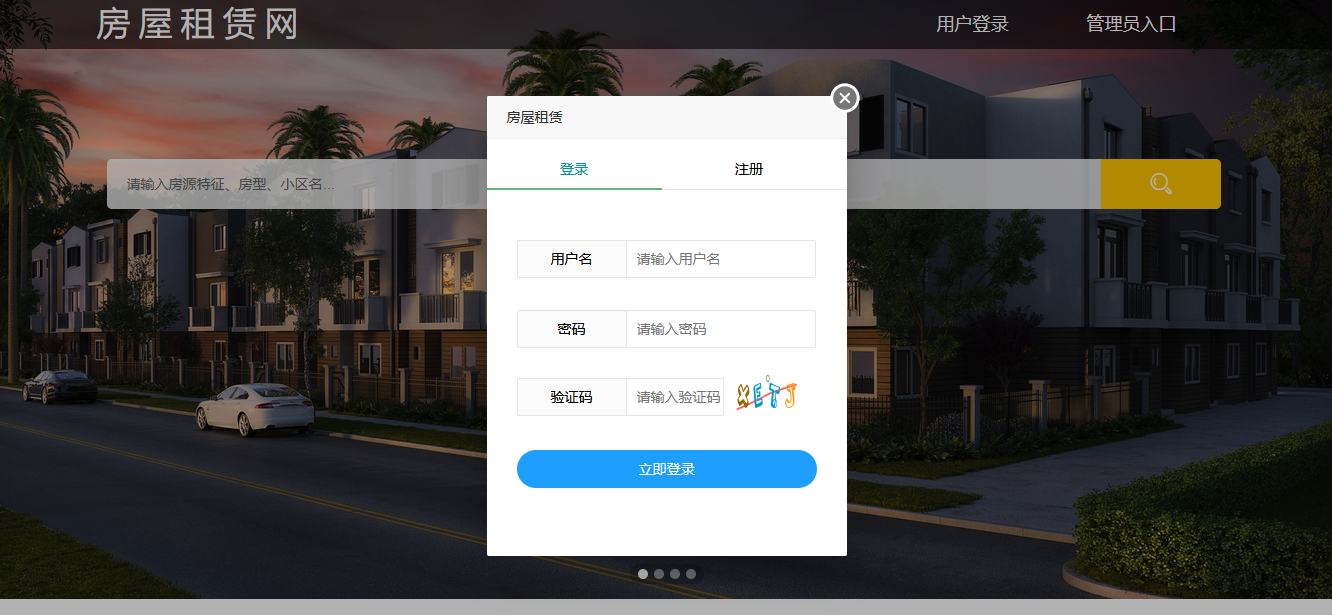 房屋租赁网
用户登录
管理员入口
房屋租赁
登录
注册
请输入房源特征、房型、小区名...
用户名
请输入用户名
密码
请输入密码
验证码
请输入验证码
XETJ
立即登录